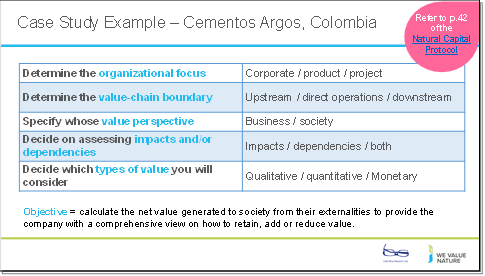 Case Study Example – Cementos Argos, Colombia
Refer to p.42
of the
Natural Capital
Protocol
Determine the organizational focus
Corporate / product / project
Determine the value-chain boundary
Upstream / direct operations / downstream
Specify whose value perspective
Business / society
Decide on assessing impacts and/or
dependencies
Impacts / dependencies / both
Decide which types of value you will
consider
Qualitative / quantitative / Monetary
Objective = calculate the net value generated to society from their externalities to provide the
company with a comprehensive view on how to retain, add or reduce value.
WE VALUE
NATURE